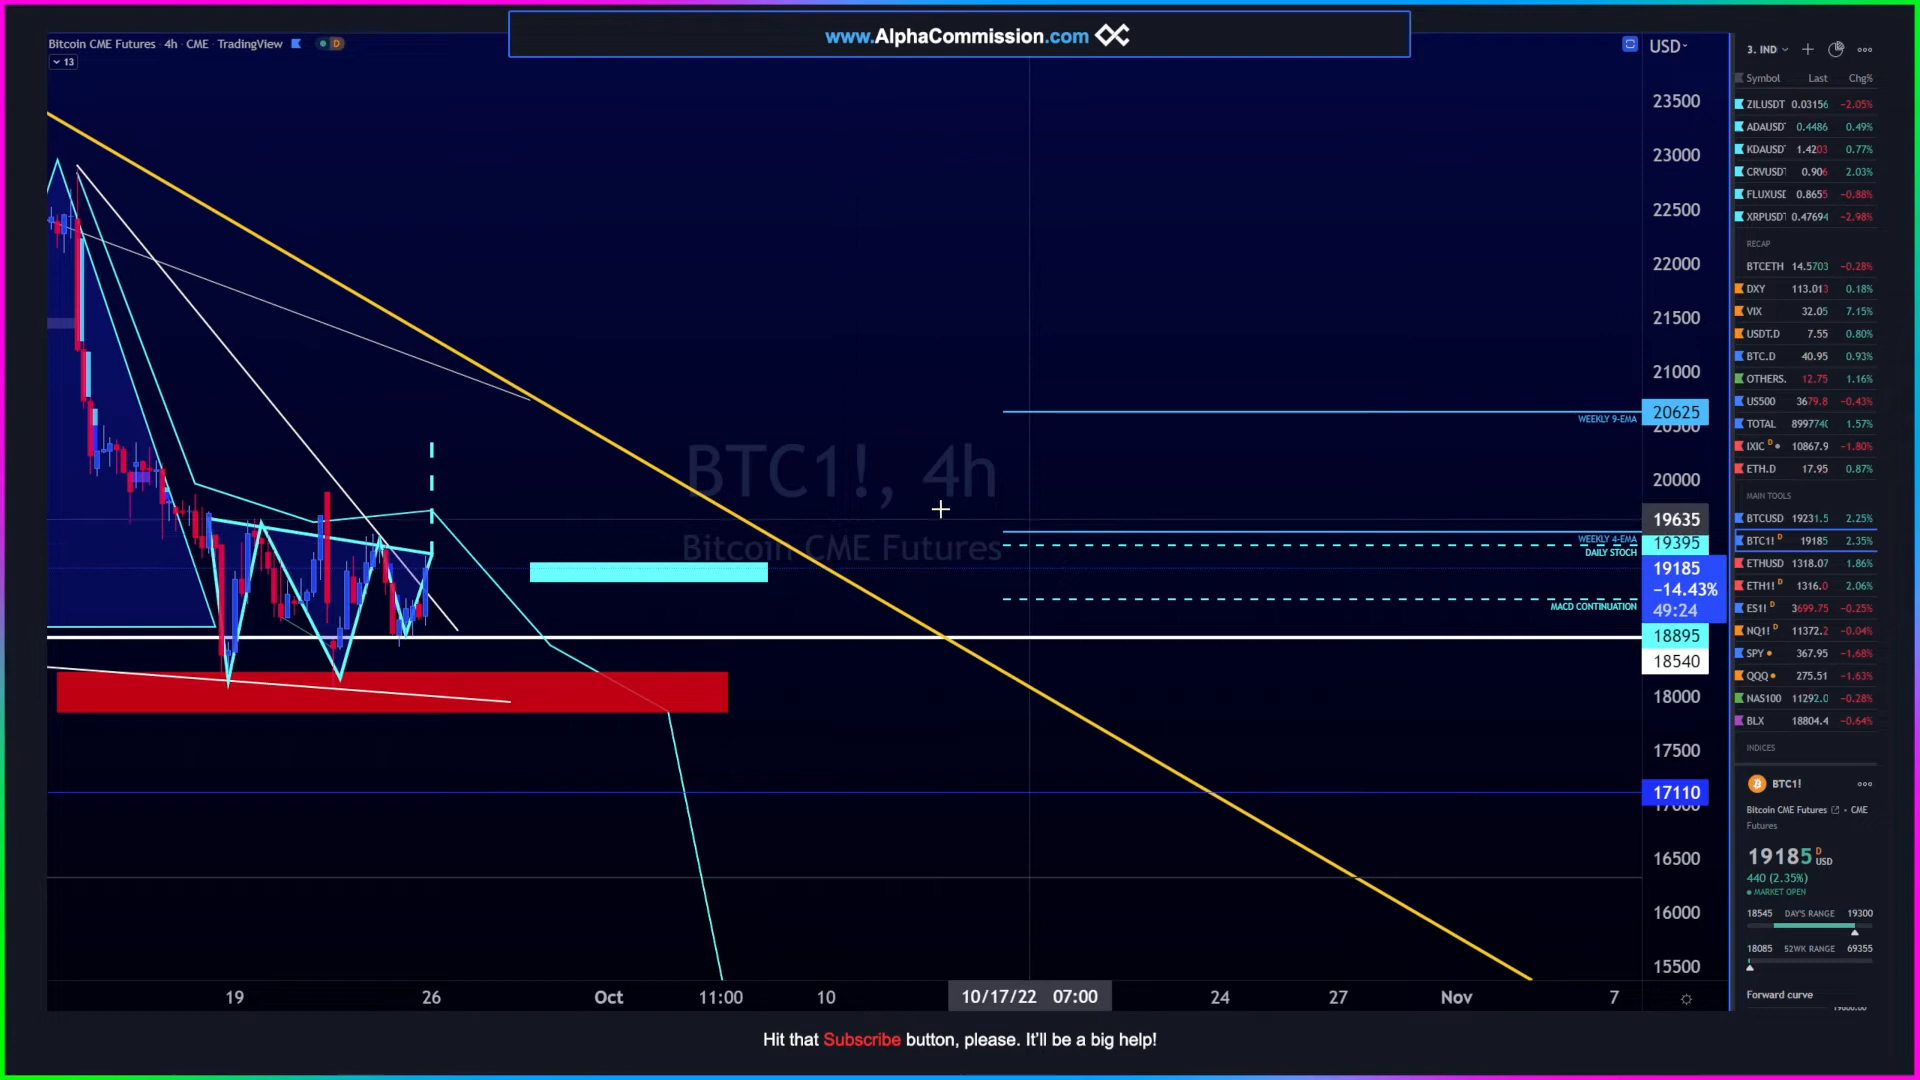 www.AlphaCommission.com
Bitcoin CME Futures · 4h · CME · TradingView
D
13
USD
23500
23000
22500
22000
21500
21000
20625
20000
19635
19395
19185
−14.43%
49:24
18895
18540
18000
17500
17110
16500
16000
15500
WEEKLY 9-EMA
WEEKLY 4-EMA
DAILY STOCH
MACD CONTINUATION
BTC1!, 4h
Bitcoin CME Futures
19
26
Oct
11:00
10
10/17/22 07:00
24
27
Nov
7
3. IND
Symbol Last Chg%
ZILUSDT 0.03156 −2.05%
ADAUSD 0.4486 0.49%
KDAUSD 1.4203 0.77%
CRVUSDT 0.906 2.03%
FLUXUSD 0.8655 −0.88%
XRPUSDT 0.47694 −2.98%
RECAP
BTCETH 14.5703 −0.28%
DXY 113.013 0.18%
VIX 32.05 7.15%
USDT.D 7.55 0.80%
BTC.D 40.95 0.93%
OTHERS. 12.75 1.16%
US500 3679.8 −0.43%
TOTAL 899774 1.57%
IXIC D 10867.9 −1.80%
ETH.D 17.95 0.87%
MAIN TOOLS
BTCUSD 19231.5 2.25%
BTC1! D 19185 2.35%
ETHUSD 1318.07 1.86%
ETH1! D 1316.0 2.06%
ES1! D 3699.75 −0.25%
NQ1! D 11372.2 −0.04%
SPY 367.95 −1.68%
QQQ 275.51 −1.63%
NAS100 11292.0 −0.28%
BLX 18804.4 −0.64%
INDICES
BTC1!
Bitcoin CME Futures • CME
Futures
19185 D USD
440 (2.35%)
MARKET OPEN
18545 DAY'S RANGE 19300
18085 52WK RANGE 69355
Forward curve
Hit that Subscribe button, please. It'll be a big help!